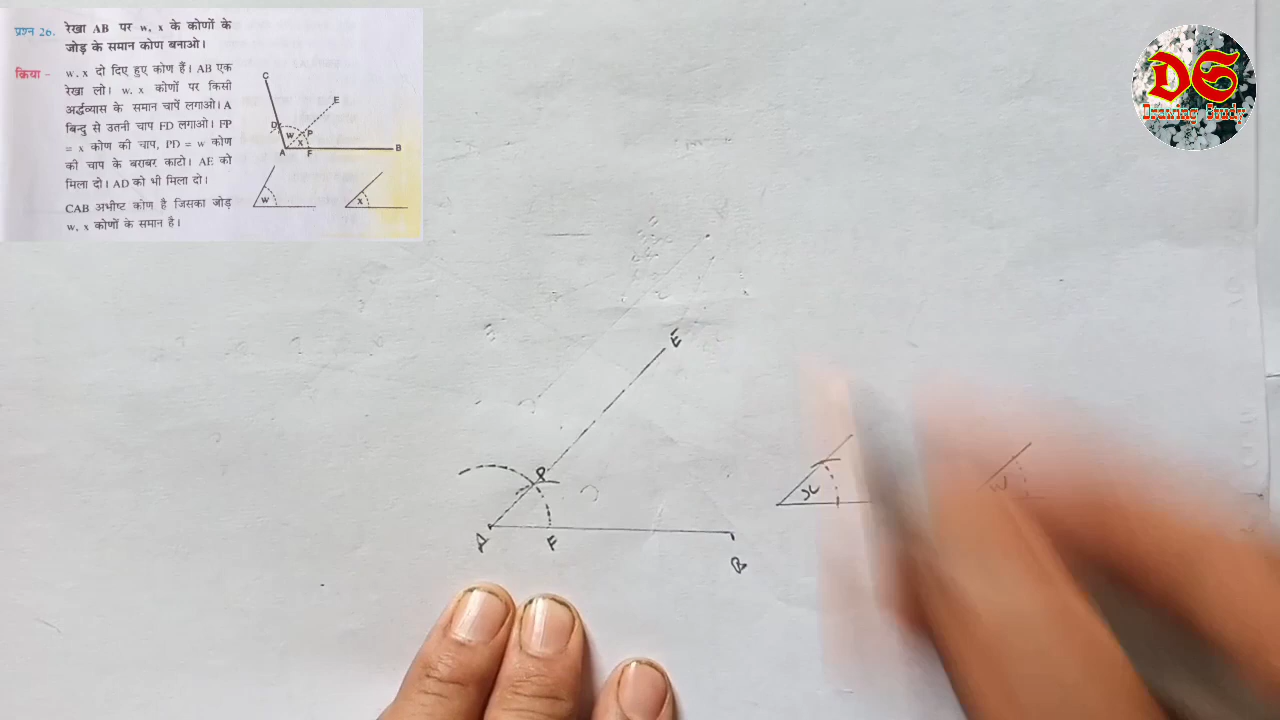 प्रश्न 26. रेखा AB पर w, x के कोणों के
जोड़ के समान कोण बनाओ।
क्रिया – w, x दो दिए हुए कोण हैं। AB एक
रेखा लो। w, x कोणों पर किसी
अर्द्धव्यास के समान चापें लगाओ। A
बिन्दु से उतनी चाप FD लगाओ। FP
= x कोण की चाप, PD = w कोण
की चाप के बराबर काटो। AE को
मिला दो। AD को भी मिला दो।
CAB अभीष्ट कोण है जिसका जोड़
w, x कोणों के समान है।
C
E
D
w
P
x
A
F
B
w
x
DS
Drawing Study
E
P
A
F
B
x
w